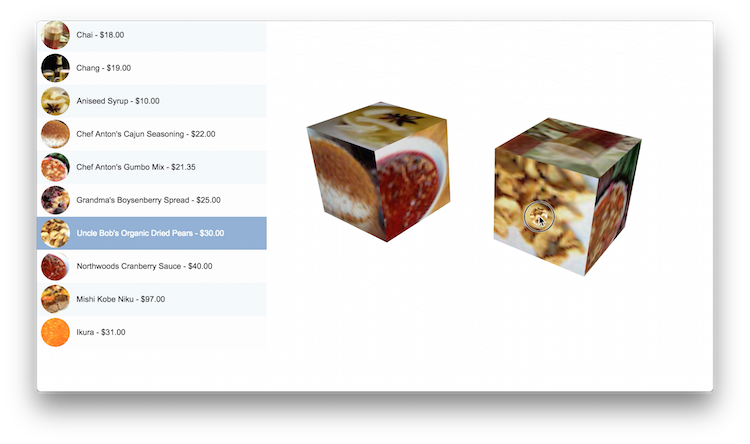 Chai - $18.00
Chang - $19.00
Aniseed Syrup - $10.00
Chef Anton's Cajun Seasoning - $22.00
Chef Anton's Gumbo Mix - $21.35
Grandma's Boysenberry Spread - $25.00
Uncle Bob's Organic Dried Pears - $30.00
Northwoods Cranberry Sauce - $40.00
Mishi Kobe Niku - $97.00
Ikura - $31.00